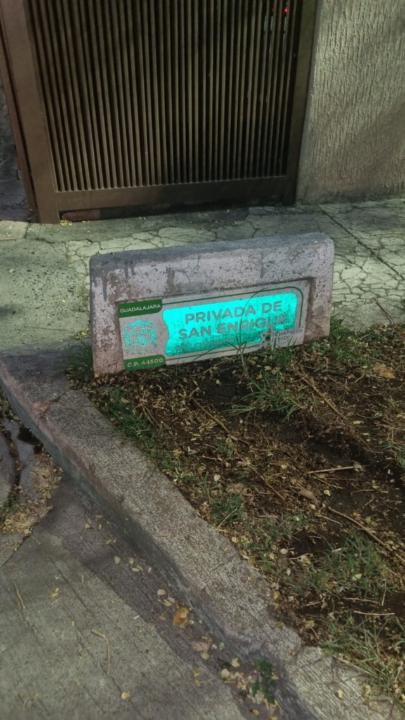 GUADALAJARA
PRIVADA DE
SAN ENRIQUE
C.P. 44500